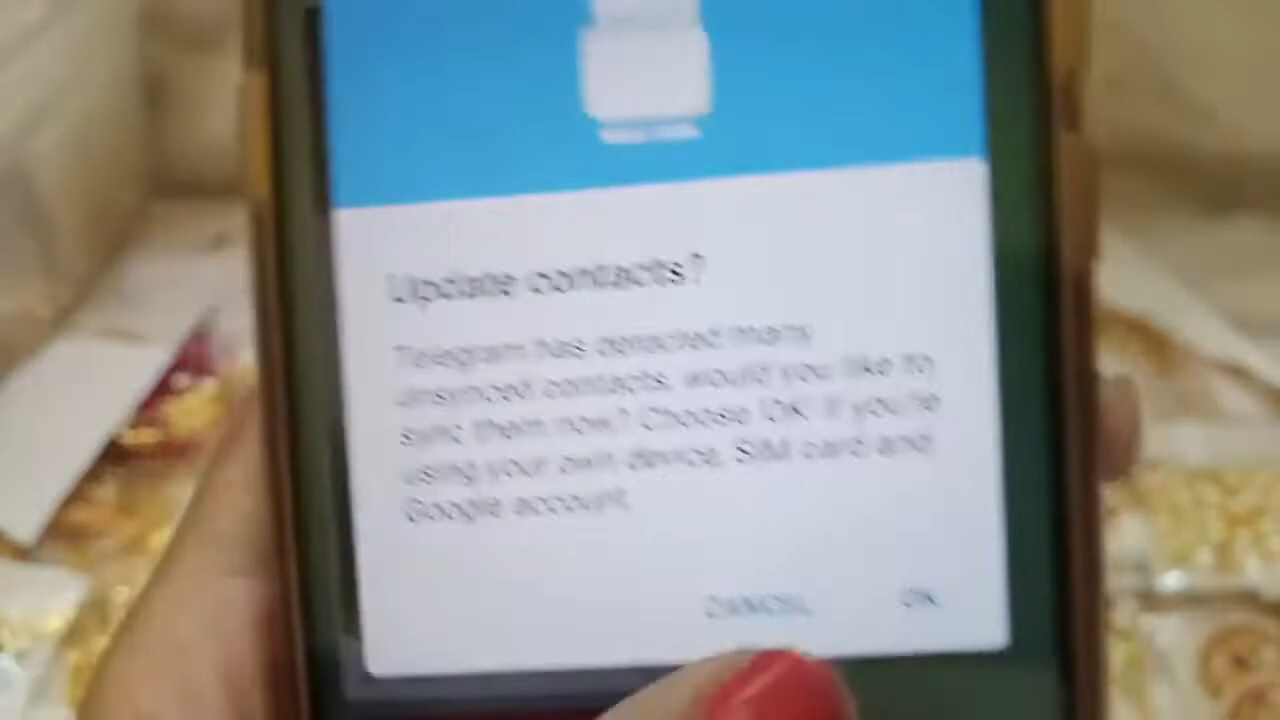 Update contacts?
Telegram has detected many
unsynced contacts, would you like to
sync them now? Choose 'OK' if you're
using your own device, SIM card and
Google account.
CANCEL OK